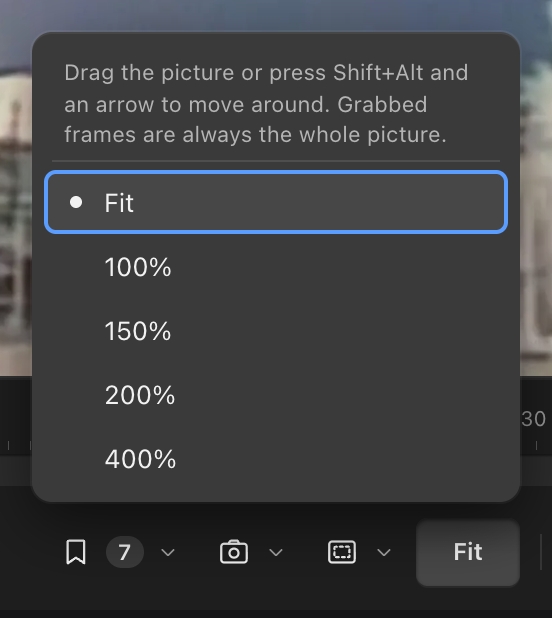 Drag the picture or press Shift+Alt and
an arrow to move around. Grabbed
frames are always the whole picture.
Fit
100%
150%
200%
400%
30
7
Fit